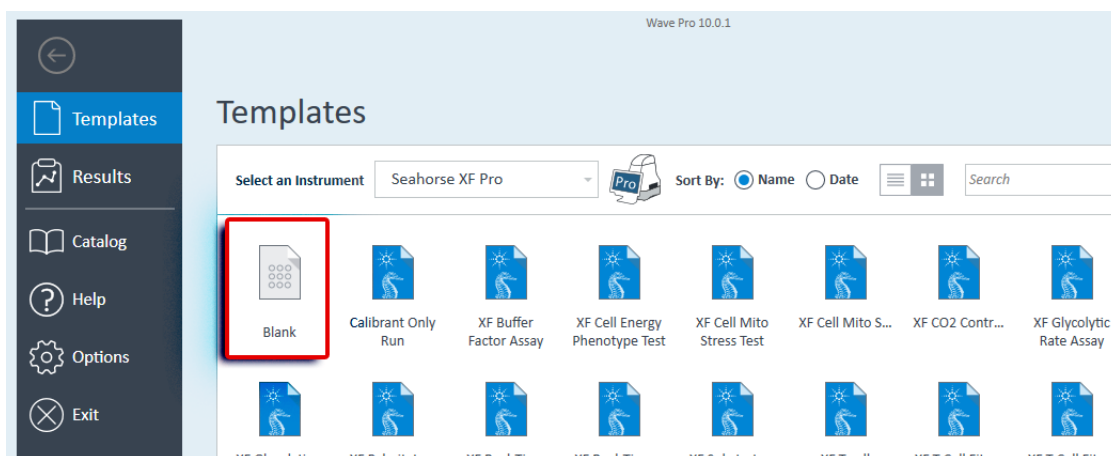 Wave Pro 10.0.1
Templates
Templates
Results
Catalog
Help
Options
Exit
Select an Instrument
Seahorse XF Pro
Pro
Sort By:
Name
Date
Search
Blank
Calibrant Only
Run
XF Buffer
Factor Assay
XF Cell Energy
Phenotype Test
XF Cell Mito
Stress Test
XF Cell Mito S...
XF CO2 Contr...
XF Glycolytic
Rate Assay